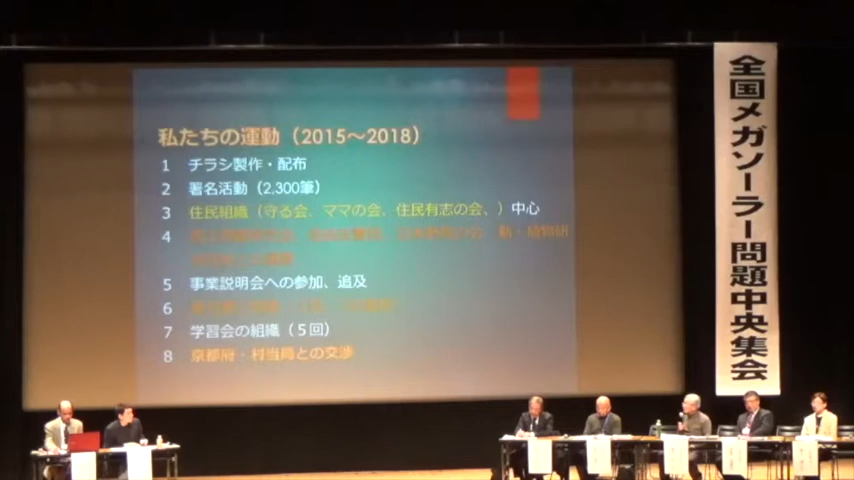 私たちの運動（2015～2018）
1 チラシ製作・配布
2 署名活動（2,300筆）
3 住民組織（守る会、ママの会、住民有志の会、）中心
4
5 事業説明会への参加、追及
6
7 学習会の組織（５回）
8 京都府・村当局との交渉
全国メガソーラー問題中央集会